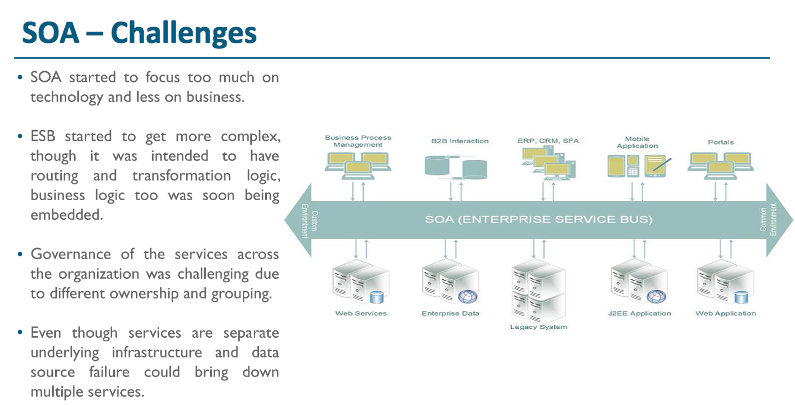 SOA – Challenges
• SOA started to focus too much on
technology and less on business.
• ESB started to get more complex,
though it was intended to have
routing and transformation logic,
business logic too was soon being
embedded.
• Governance of the services across
the organization was challenging due
to different ownership and grouping.
• Even though services are separate
underlying infrastructure and data
source failure could bring down
multiple services.
Business Process
Management
B2B Interaction
ERP, CRM, SFA
Mobile
Application
Portals
Custom
Environment
SOA (ENTERPRISE SERVICE BUS)
Common
Environment
Web Services
Enterprise Data
Legacy System
J2EE Application
Web Application